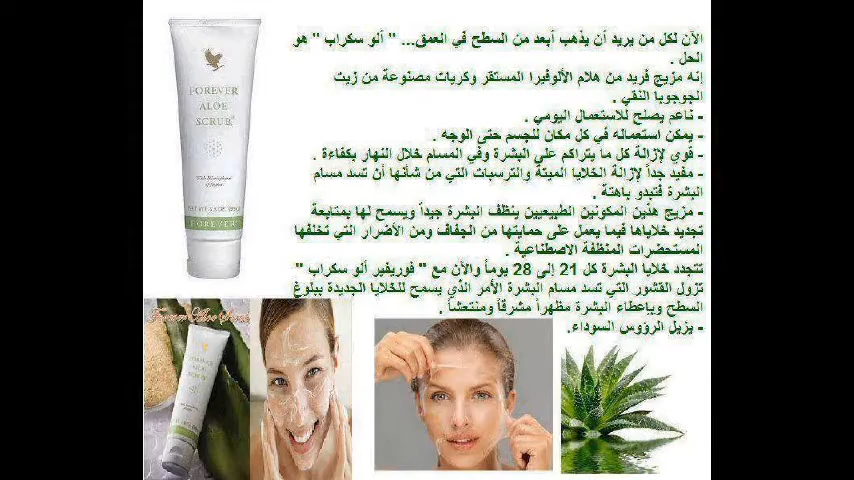 الآن لكل من يريد أن يذهب أبعد من السطح في العمق... " ألو سكراب " هو
الحل .
إنه مزيج فريد من هلام الألوفيرا المستقر وكريات مصنوعة من زيت
الجوجوبا النقي .
- ناعم يصلح للاستعمال اليومي .
- يمكن استعماله في كل مكان للجسم حتى الوجه .
- قوي لإزالة كل ما يتراكم على البشرة وفي المسام خلال النهار بكفاءة .
- مفيد جداً لإزالة الخلايا الميتة والترسبات التي من شأنها أن تسد مسام
البشرة فتبدو باهتة .
- مزيج هذين المكونين الطبيعيين ينظف البشرة جيداً ويسمح لها بمتابعة
تجديد خلاياها فيما يعمل على حمايتها من الجفاف ومن الأضرار التي تخلفها
المستحضرات المنظفة الاصطناعية .
تتجدد خلايا البشرة كل 21 إلى 28 يوماً والآن مع " فوريفير ألو سكراب "
تزول القشور التي تسد مسام البشرة الأمر الذي يسمح للخلايا الجديدة ببلوغ
السطح وبإعطاء البشرة مظهراً مشرقاً ومنتعشاً .
- يزيل الرؤوس السوداء.
FOREVER
ALOE
SCRUB
FOREVER
Forever Aloe Scrub